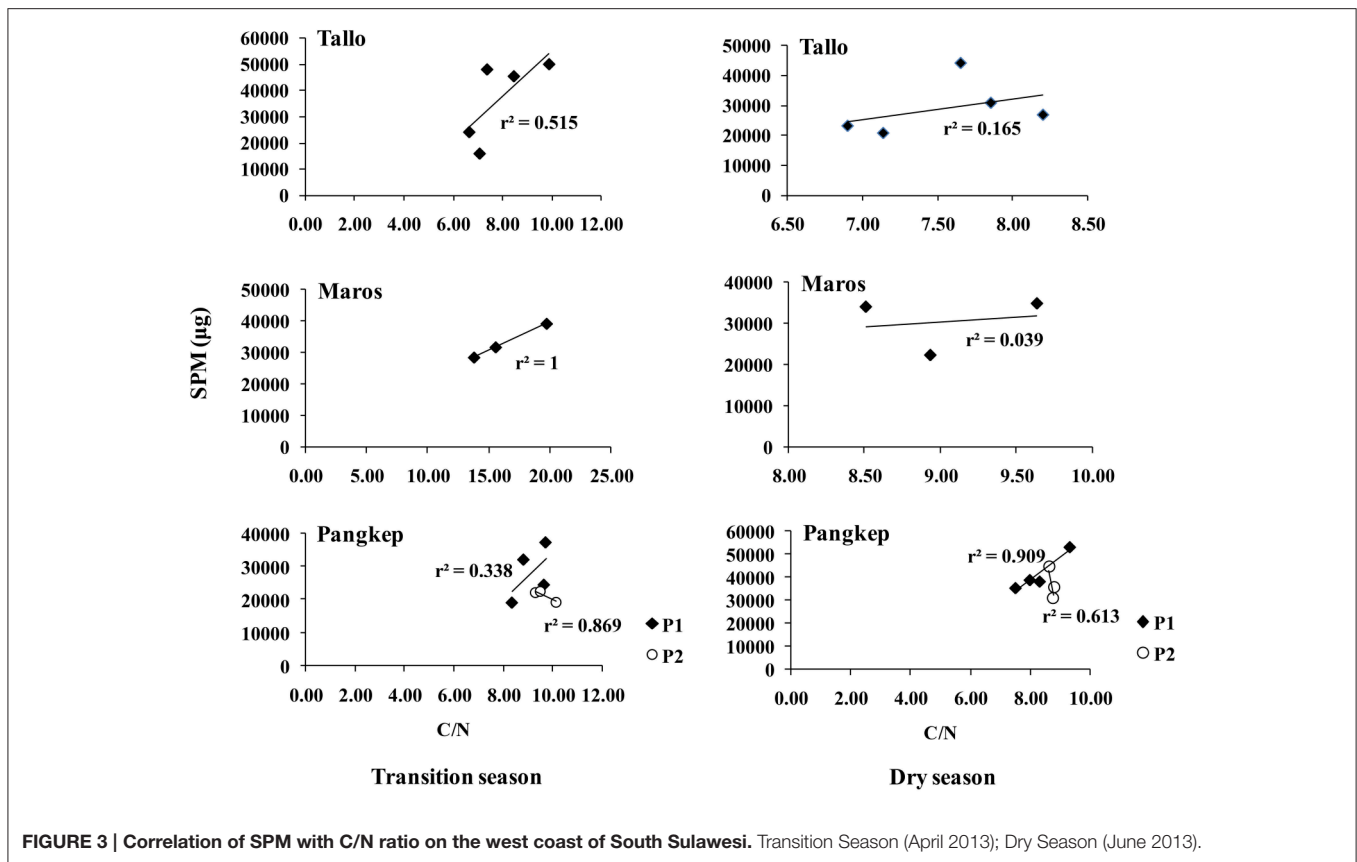 Tallo
60000
50000
40000
30000
20000
10000
0
r² = 0.515
0.00 2.00 4.00 6.00 8.00 10.00 12.00
Tallo
50000
40000
30000
20000
10000
0
r² = 0.165
6.50 7.00 7.50 8.00 8.50
SPM (µg)
Maros
50000
40000
30000
20000
10000
0
r² = 1
0.00 5.00 10.00 15.00 20.00 25.00
Maros
40000
30000
20000
10000
0
r² = 0.039
8.00 8.50 9.00 9.50 10.00
Pangkep
40000
30000
20000
10000
0
r² = 0.338
r² = 0.869
P1
P2
0.00 2.00 4.00 6.00 8.00 10.00 12.00
C/N
Transition season
Pangkep
60000
50000
40000
30000
20000
10000
0
r² = 0.909
r² = 0.613
P1
P2
0.00 2.00 4.00 6.00 8.00 10.00
C/N
Dry season
FIGURE 3 | Correlation of SPM with C/N ratio on the west coast of South Sulawesi. Transition Season (April 2013); Dry Season (June 2013).